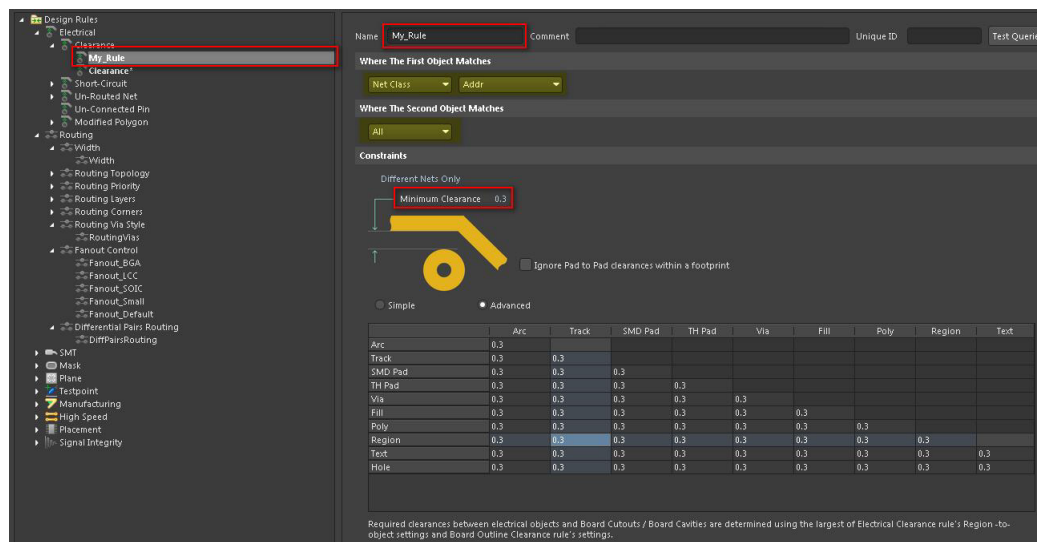 Design Rules
Electrical
Clearance
My_Rule
Clearance*
Short-Circuit
Un-Routed Net
Un-Connected Pin
Modified Polygon
Routing
Width
Width
Routing Topology
Routing Priority
Routing Layers
Routing Corners
Routing Via Style
RoutingVias
Fanout Control
Fanout_BGA
Fanout_LCC
Fanout_SOIC
Fanout_Small
Fanout_Default
Differential Pairs Routing
DiffPairsRouting
SMT
Mask
Plane
Testpoint
Manufacturing
High Speed
Placement
Signal Integrity
Name My_Rule Comment Unique ID Test Querie
Where The First Object Matches
Net Class Addr
Where The Second Object Matches
All
Constraints
Different Nets Only
Minimum Clearance 0.3
Ignore Pad to Pad clearances within a footprint
Simple Advanced
Arc Track SMD Pad TH Pad Via Fill Poly Region Text
Arc 0.3
Track 0.3 0.3
SMD Pad 0.3 0.3 0.3
TH Pad 0.3 0.3 0.3 0.3
Via 0.3 0.3 0.3 0.3 0.3
Fill 0.3 0.3 0.3 0.3 0.3 0.3
Poly 0.3 0.3 0.3 0.3 0.3 0.3 0.3
Region 0.3 0.3 0.3 0.3 0.3 0.3 0.3 0.3
Text 0.3 0.3 0.3 0.3 0.3 0.3 0.3 0.3 0.3
Hole 0.3 0.3 0.3 0.3 0.3 0.3 0.3 0.3 0.3
Required clearances between electrical objects and Board Cutouts / Board Cavities are determined using the largest of Electrical Clearance rule's Region -to-
object settings and Board Outline Clearance rule's settings.